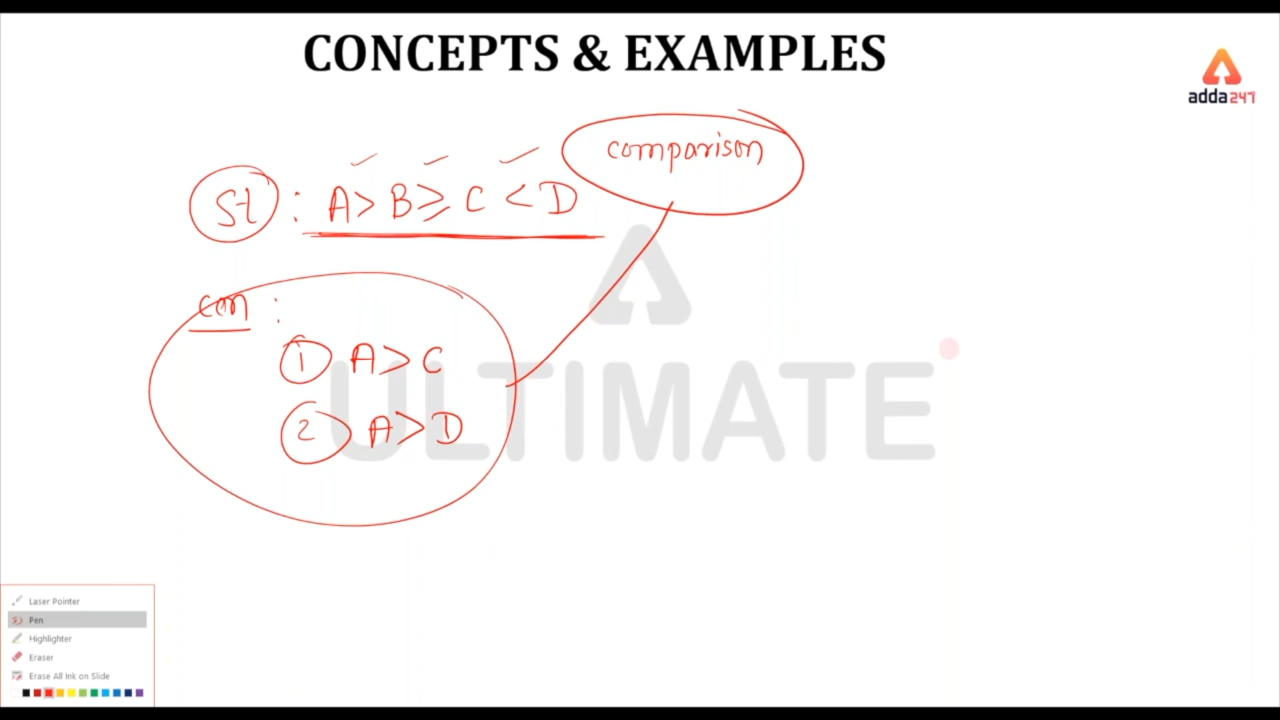 CONCEPTS & EXAMPLES
adda247
comparison
St : A > B ≥ C < D
con :
① A > C
② A > D
ULTIMATE
Laser Pointer
Pen
Highlighter
Eraser
Erase All Ink on Slide